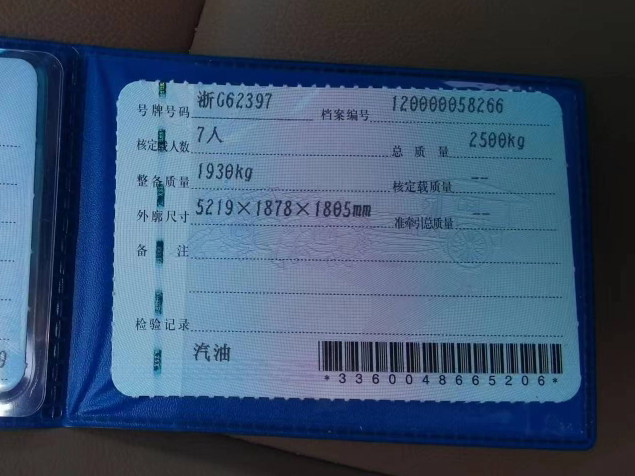 号牌号码 浙G62397 档案编号 120000058266
核定载人数 7人 总质量 2500kg
整备质量 1930kg 核定载质量 --
外廓尺寸 5219×1878×1805mm 准牵引总质量 --
备注
检验记录
汽油
*3360048665206*